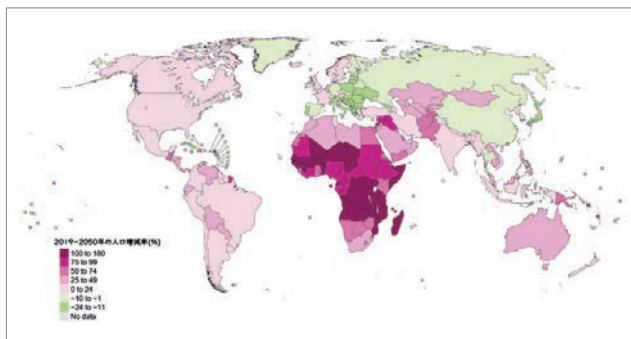 2019-2050年の人口増減率(%)
100 to 180
75 to 99
50 to 74
25 to 49
0 to 24
-10 to -1
-24 to -11
No data